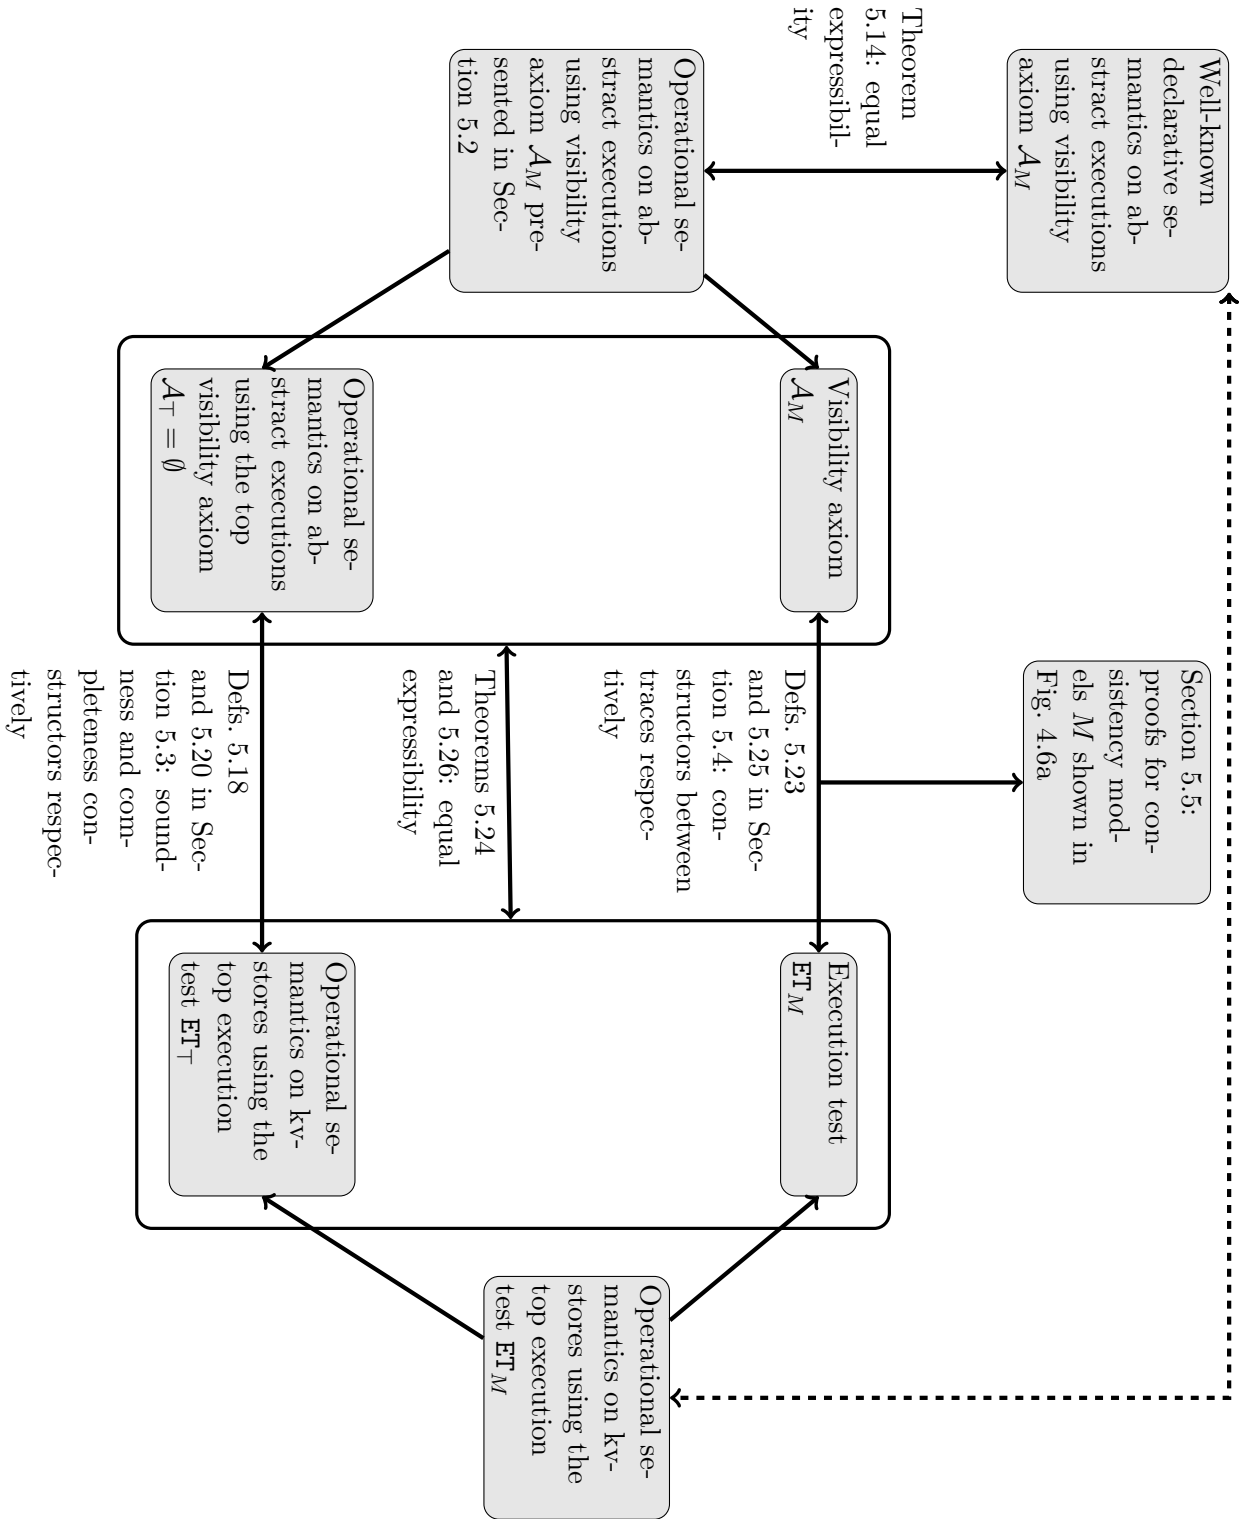 Well-known
declarative se-
mantics on ab-
stract executions
using visibility
axiom 𝒜_M
Theorem
5.14: equal
expressibil-
ity
Operational se-
mantics on ab-
stract executions
using visibility
axiom 𝒜_M pre-
sented in Sec-
tion 5.2
Visibility axiom
𝒜_M
Operational se-
mantics on ab-
stract executions
using the top
visibility axiom
𝒜_⊤ = ∅
Section 5.5:
proofs for con-
sistency mod-
els M shown in
Fig. 4.6a
Defs. 5.23
and 5.25 in Sec-
tion 5.4: con-
structors between
traces respec-
tively
Theorems 5.24
and 5.26: equal
expressibility
Defs. 5.18
and 5.20 in Sec-
tion 5.3: sound-
ness and com-
pleteness con-
structors respec-
tively
Execution test
ET_M
Operational se-
mantics on kv-
stores using the
top execution
test ET_⊤
Operational se-
mantics on kv-
stores using the
top execution
test ET_M